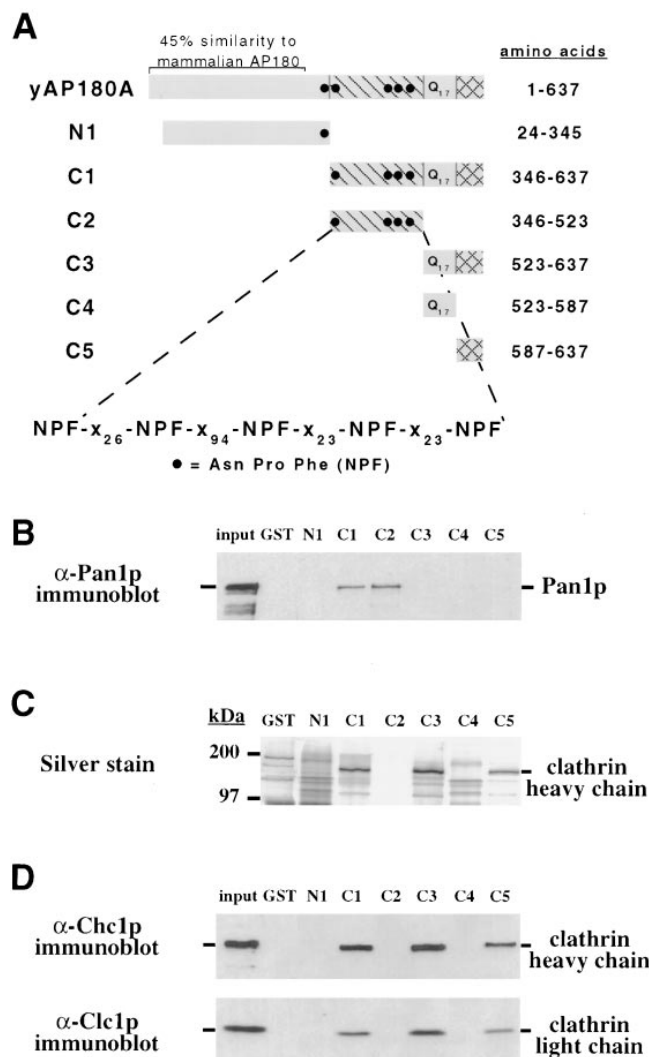 A
45% similarity to
mammalian AP180
amino acids
yAP180A Q17 1-637
N1 24-345
C1 Q17 346-637
C2 346-523
C3 Q17 523-637
C4 Q17 523-587
C5 587-637
NPF-x26-NPF-x94-NPF-x23-NPF-x23-NPF
● = Asn Pro Phe (NPF)
B
input GST N1 C1 C2 C3 C4 C5
α-Pan1p
immunoblot
Pan1p
C
kDa GST N1 C1 C2 C3 C4 C5
Silver stain
200
97
clathrin
heavy chain
D
input GST N1 C1 C2 C3 C4 C5
α-Chc1p
immunoblot
clathrin
heavy chain
α-Clc1p
immunoblot
clathrin
light chain